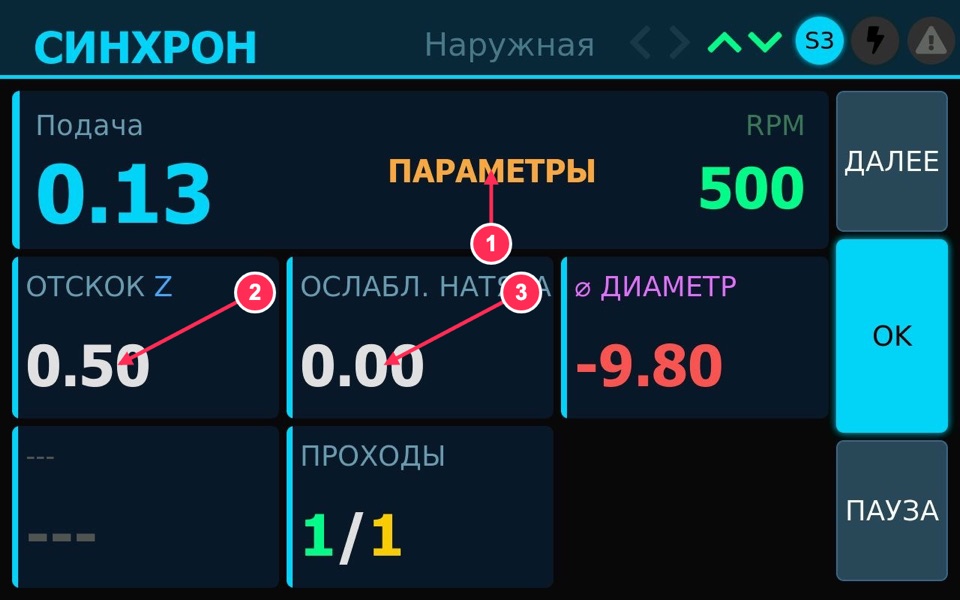 СИНХРОН
Наружная
S3
Подача
RPM
0.13
ПАРАМЕТРЫ
500
ДАЛЕЕ
1
ОТСКОК Z
2
ОСЛАБЛ.
3
⌀ ДИАМЕТР
0.50
0.00
-9.80
OK
---
ПРОХОДЫ
---
1/1
ПАУЗА